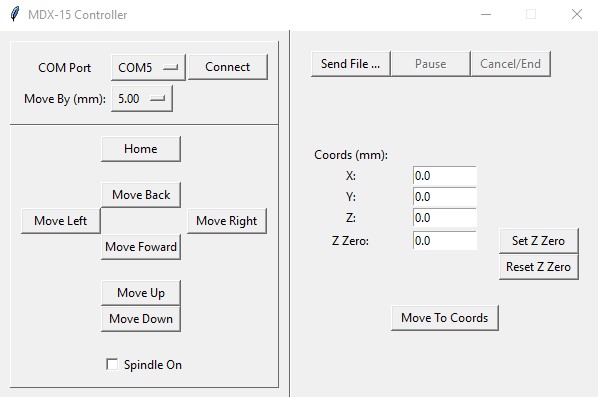 MDX-15 Controller
COM Port COM5 Connect
Move By (mm): 5.00
Home
Move Back
Move Left Move Right
Move Foward
Move Up
Move Down
Spindle On
Send File ... Pause Cancel/End
Coords (mm):
X: 0.0
Y: 0.0
Z: 0.0
Z Zero: 0.0 Set Z Zero
Reset Z Zero
Move To Coords